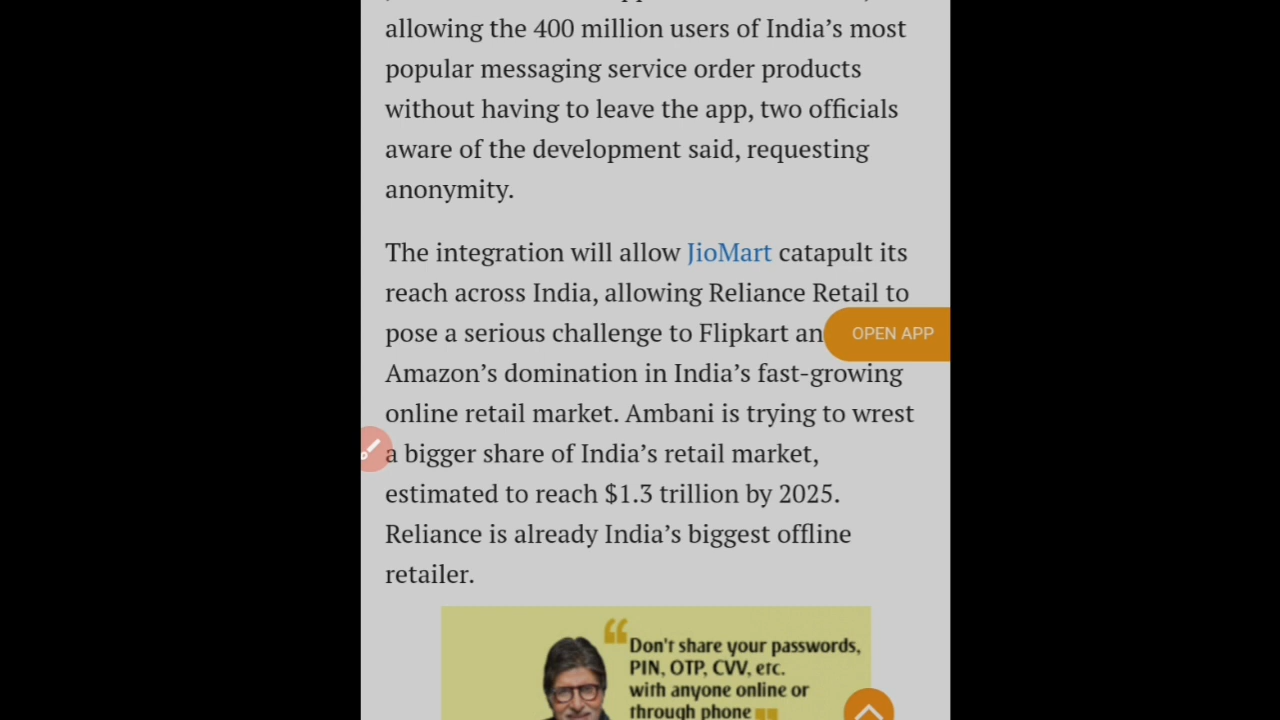 allowing the 400 million users of India’s most
popular messaging service order products
without having to leave the app, two officials
aware of the development said, requesting
anonymity.
The integration will allow JioMart catapult its
reach across India, allowing Reliance Retail to
pose a serious challenge to Flipkart an
OPEN APP
Amazon’s domination in India’s fast-growing
online retail market. Ambani is trying to wrest
a bigger share of India’s retail market,
estimated to reach $1.3 trillion by 2025.
Reliance is already India’s biggest offline
retailer.
“Don't share your passwords,
PIN, OTP, CVV, etc.
with anyone online or
through phone”